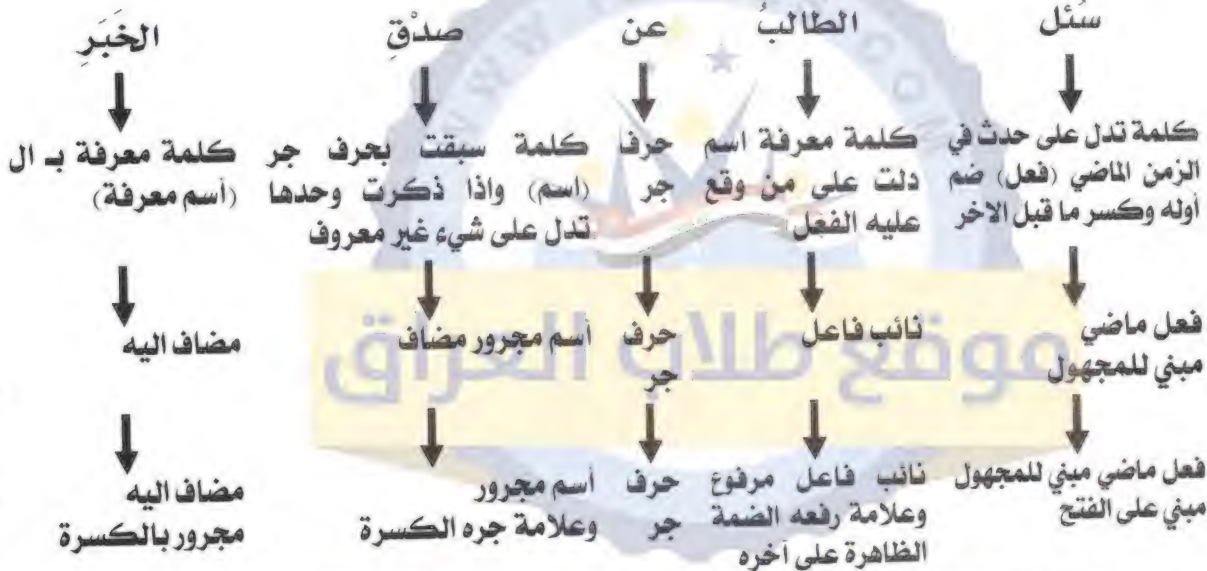 سُئل الطالبُ عن صدْقِ الخَبَرِ
كلمة تدل على حدث في
الزمن الماضي (فعل) ضم
أوله وكسر ما قبل الاخر
كلمة معرفة اسم
دلت على من وقع
عليه الفعل
حرف
جر
كلمة سبقت بحرف جر
(اسم) واذا ذكرت وحدها
تدل على شيء غير معروف
كلمة معرفة بـ ال
(أسم معرفة)
فعل ماضي
مبني للمجهول
نائب فاعل
حرف
جر
أسم مجرور مضاف
مضاف اليه
موقع طلاب العراق
فعل ماضي مبني للمجهول
مبني على الفتح
نائب فاعل مرفوع
وعلامة رفعه الضمة
الظاهرة على آخره
حرف
جر
أسم مجرور
وعلامة جره الكسرة
مضاف اليه
مجرور بالكسرة